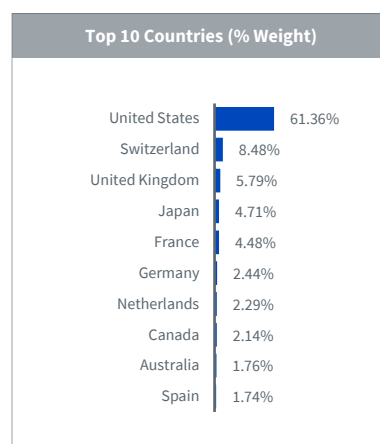 Top 10 Countries (% Weight)
United States 61.36%
Switzerland 8.48%
United Kingdom 5.79%
Japan 4.71%
France 4.48%
Germany 2.44%
Netherlands 2.29%
Canada 2.14%
Australia 1.76%
Spain 1.74%